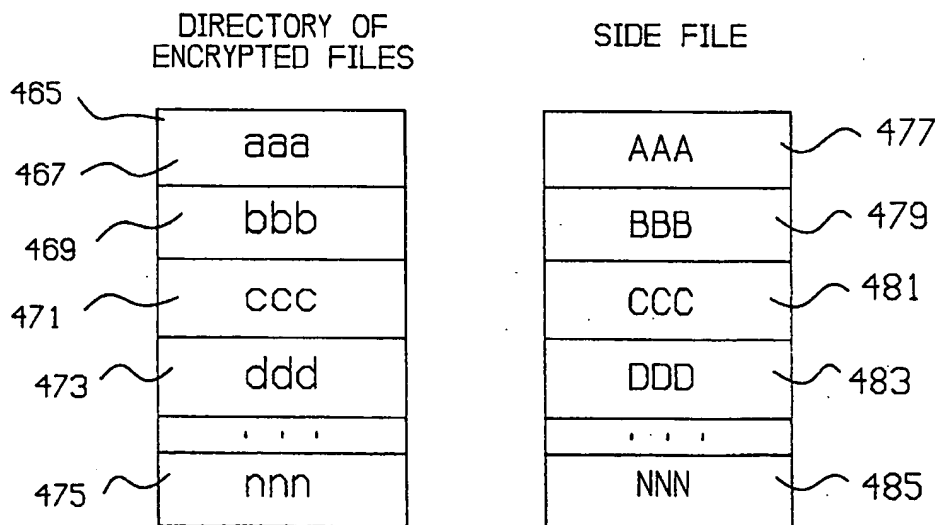 DIRECTORY OF
ENCRYPTED FILES
SIDE FILE
465
467
aaa
469
bbb
471
ccc
473
ddd
. . .
475
nnn
AAA
477
BBB
479
CCC
481
DDD
483
. . .
NNN
485